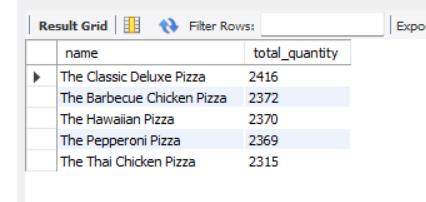 Result Grid Filter Rows: Expo
name total_quantity
The Classic Deluxe Pizza 2416
The Barbecue Chicken Pizza 2372
The Hawaiian Pizza 2370
The Pepperoni Pizza 2369
The Thai Chicken Pizza 2315